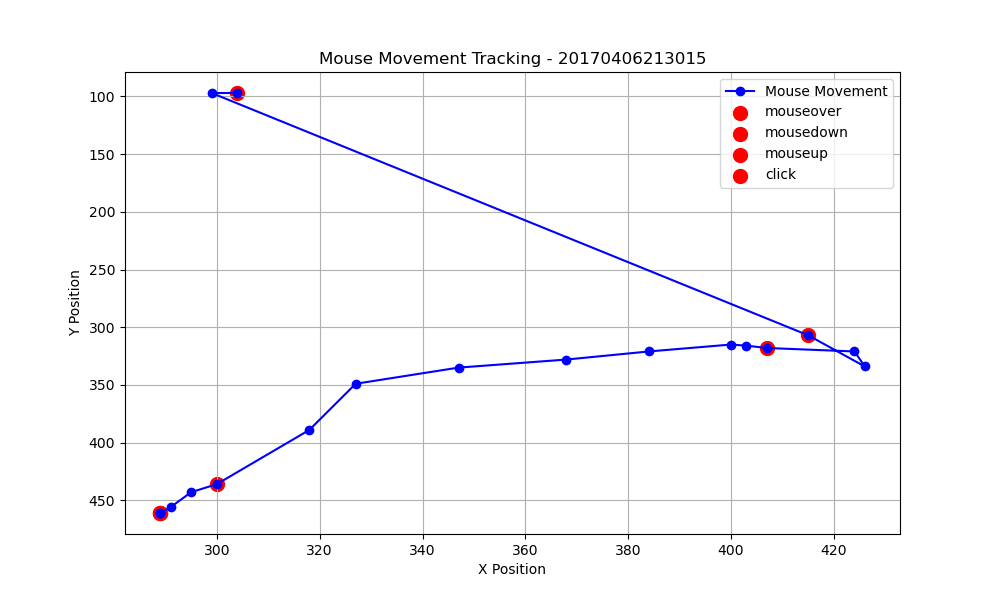 Mouse Movement Tracking - 20170406213015
Mouse Movement
mouseover
mousedown
mouseup
click
Y Position
100
150
200
250
300
350
400
450
300 320 340 360 380 400 420
X Position